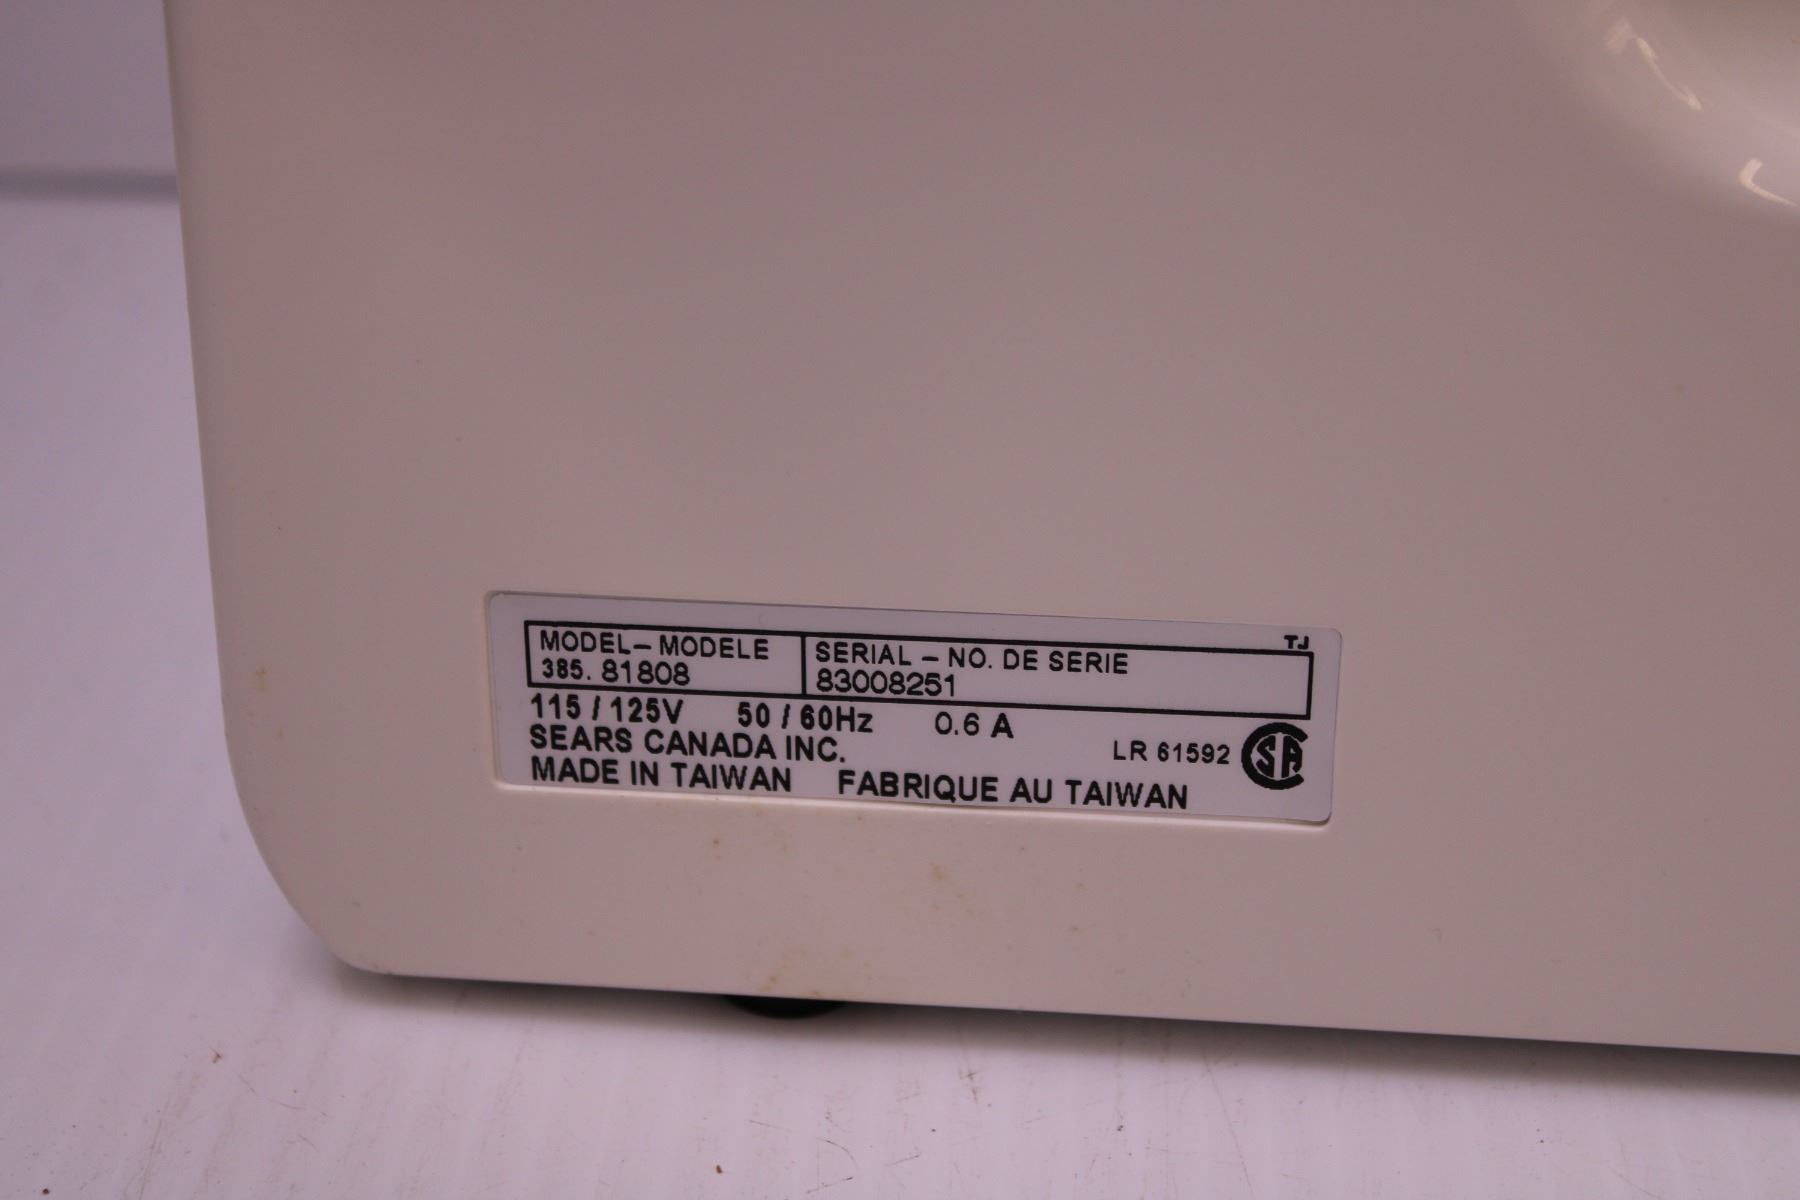 TJ
MODEL–MODELE
385. 81808
SERIAL – NO. DE SERIE
83008251
115 / 125V 50 / 60Hz 0.6 A
SEARS CANADA INC.
LR 61592 CSA
MADE IN TAIWAN FABRIQUE AU TAIWAN